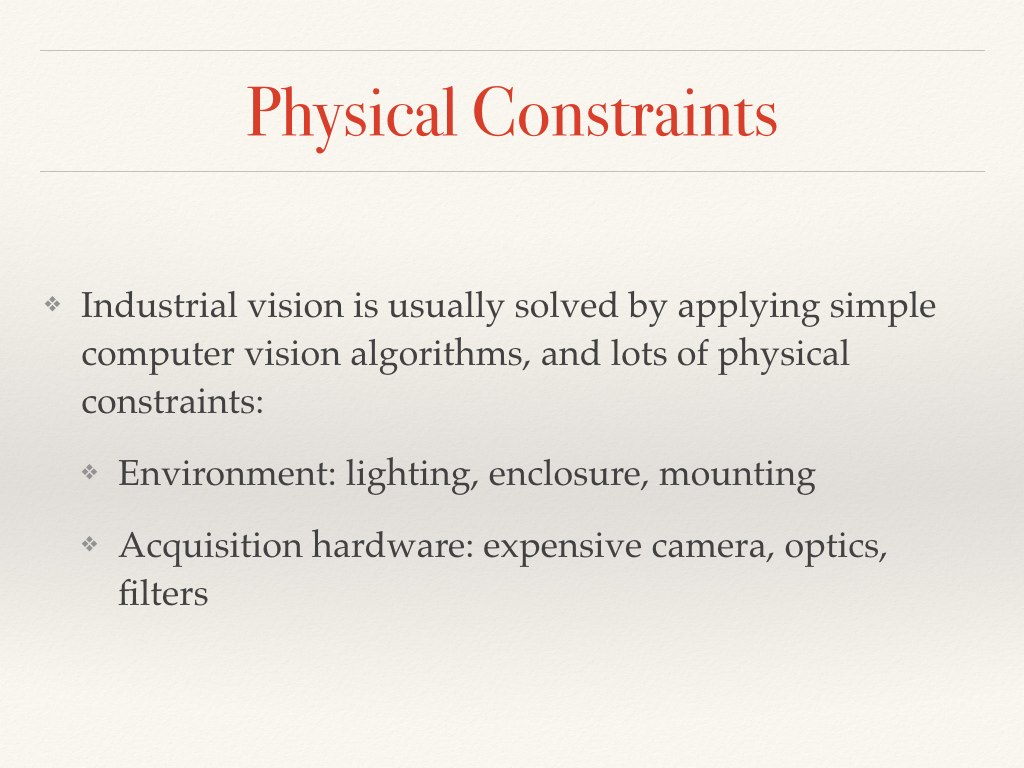 Physical Constraints
❖ Industrial vision is usually solved by applying simple
computer vision algorithms, and lots of physical
constraints:
❖ Environment: lighting, enclosure, mounting
❖ Acquisition hardware: expensive camera, optics,
filters